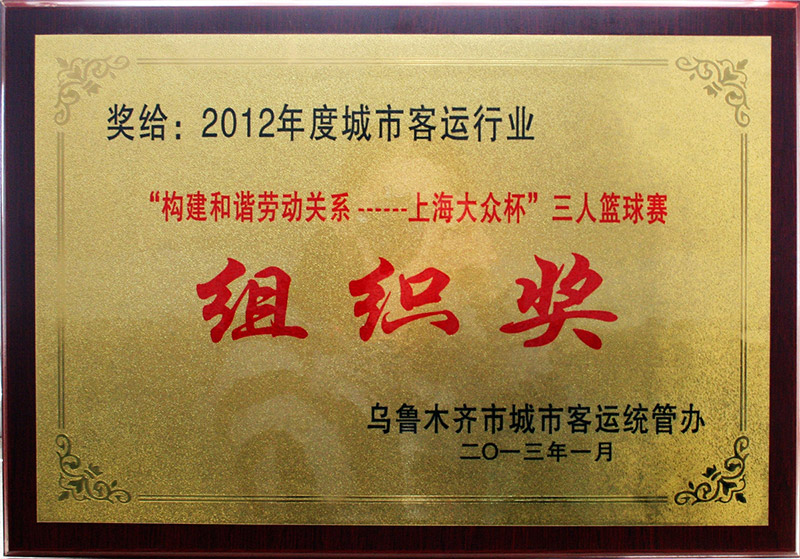 奖给：2012年度城市客运行业
“构建和谐劳动关系------上海大众杯”三人篮球赛
组织奖
乌鲁木齐市城市客运统管办
二〇一三年一月